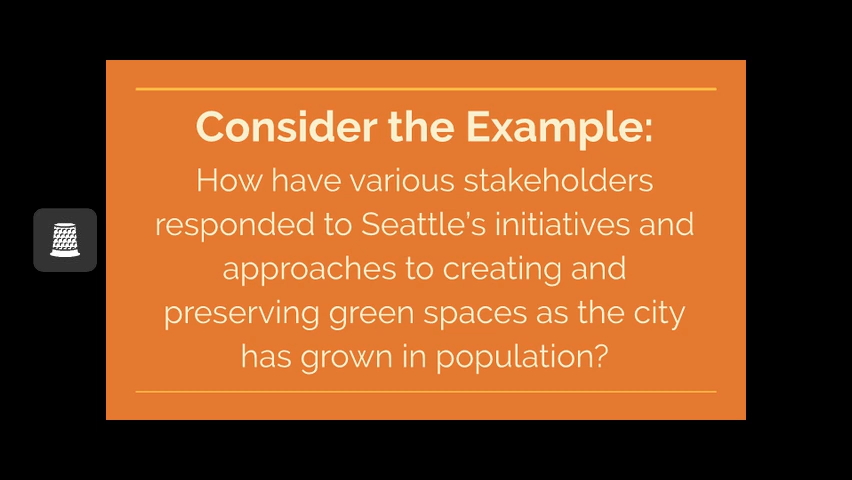 Consider the Example:
How have various stakeholders
responded to Seattle’s initiatives and
approaches to creating and
preserving green spaces as the city
has grown in population?